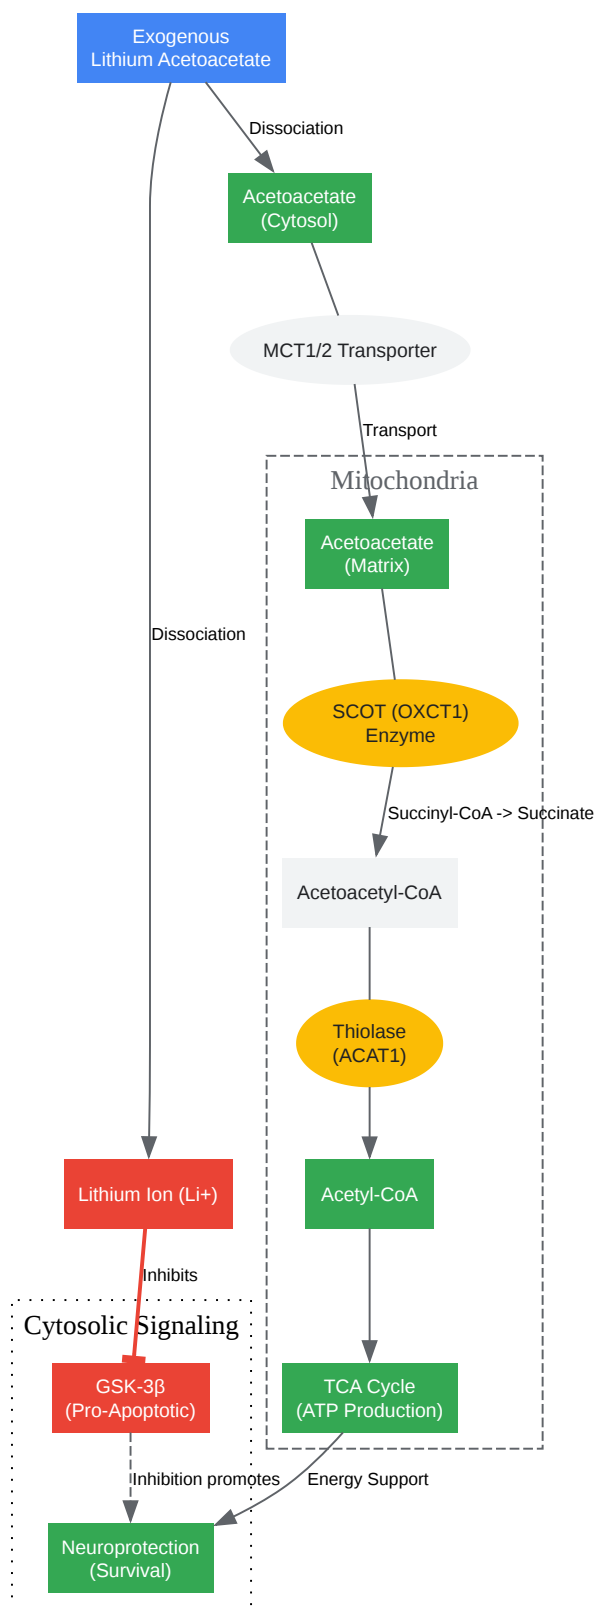 Exogenous
Lithium Acetoacetate
Dissociation
Acetoacetate
(Cytosol)
MCT1/2 Transporter
Transport
Mitochondria
Acetoacetate
(Matrix)
Dissociation
SCOT (OXCT1)
Enzyme
Succinyl-CoA -> Succinate
Acetoacetyl-CoA
Thiolase
(ACAT1)
Lithium Ion (Li+)
Acetyl-CoA
Inhibits
Cytosolic Signaling
GSK-3β
(Pro-Apoptotic)
TCA Cycle
(ATP Production)
Inhibition promotes
Energy Support
Neuroprotection
(Survival)